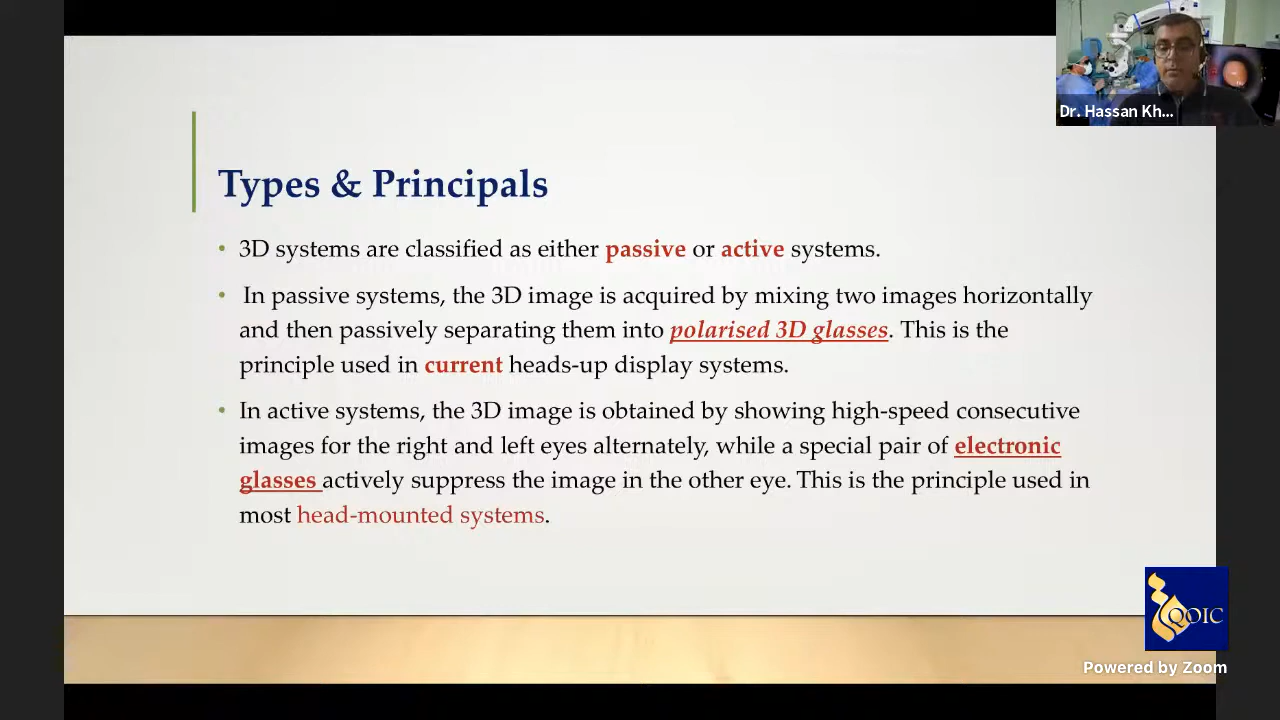 Dr. Hassan Kh...
Types & Principals
• 3D systems are classified as either passive or active systems.
• In passive systems, the 3D image is acquired by mixing two images horizontally
and then passively separating them into polarised 3D glasses. This is the
principle used in current heads-up display systems.
• In active systems, the 3D image is obtained by showing high-speed consecutive
images for the right and left eyes alternately, while a special pair of electronic
glasses actively suppress the image in the other eye. This is the principle used in
most head-mounted systems.
QOIC
Powered by Zoom